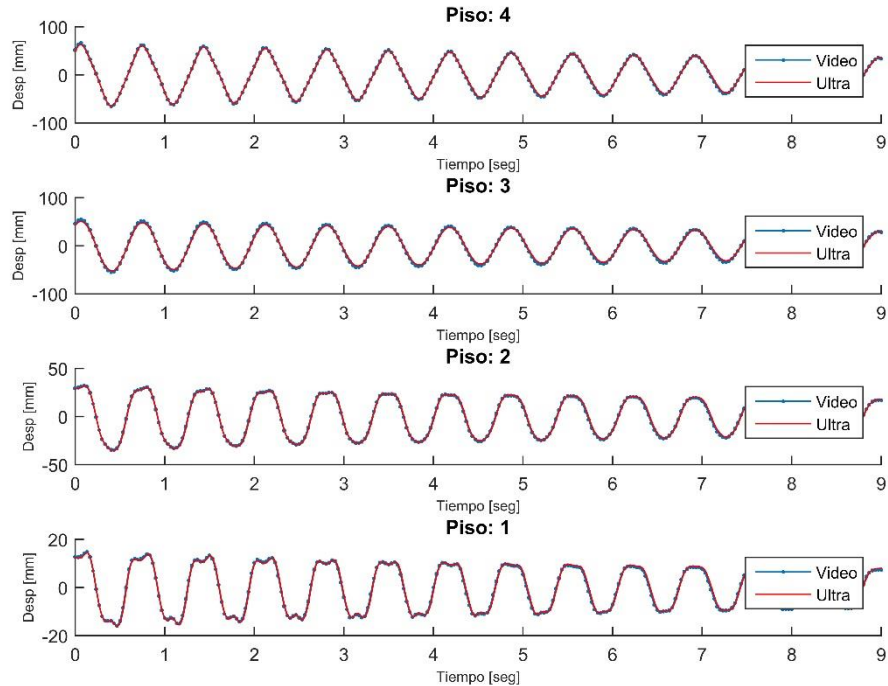 Piso: 4
100
0
-100
Desp [mm]
Video
Ultra
0 1 2 3 4 5 6 7 8 9
Tiempo [seg]
Piso: 3
100
0
-100
Desp [mm]
Video
Ultra
0 1 2 3 4 5 6 7 8 9
Tiempo [seg]
Piso: 2
50
0
-50
Desp [mm]
Video
Ultra
0 1 2 3 4 5 6 7 8 9
Tiempo [seg]
Piso: 1
20
0
-20
Desp [mm]
Video
Ultra
0 1 2 3 4 5 6 7 8 9
Tiempo [seg]